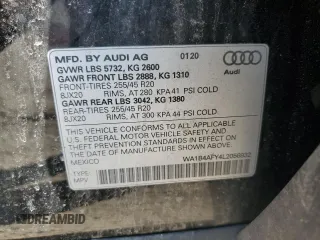 MFD. BY AUDI AG 0120
GVWR LBS 5732, KG 2600
GAWR FRONT LBS 2888, KG 1310
FRONT-TIRES 255/45 R20
8JX20 RIMS, AT 280 KPA 41 PSI COLD
GAWR REAR LBS 3042, KG 1380
REAR-TIRES 255/45 R20
8JX20 RIMS, AT 300 KPA 44 PSI COLD
Audi
THIS VEHICLE CONFORMS TO ALL APPLICABLE
FEDERAL MOTOR VEHICLE SAFETY, BUMPER, AND
THEFT PREVENTION STANDARDS IN EFFECT ON THE
DATE OF MANUFACTURE SHOWN ABOVE.
MEXICO
TYPE:
MPV